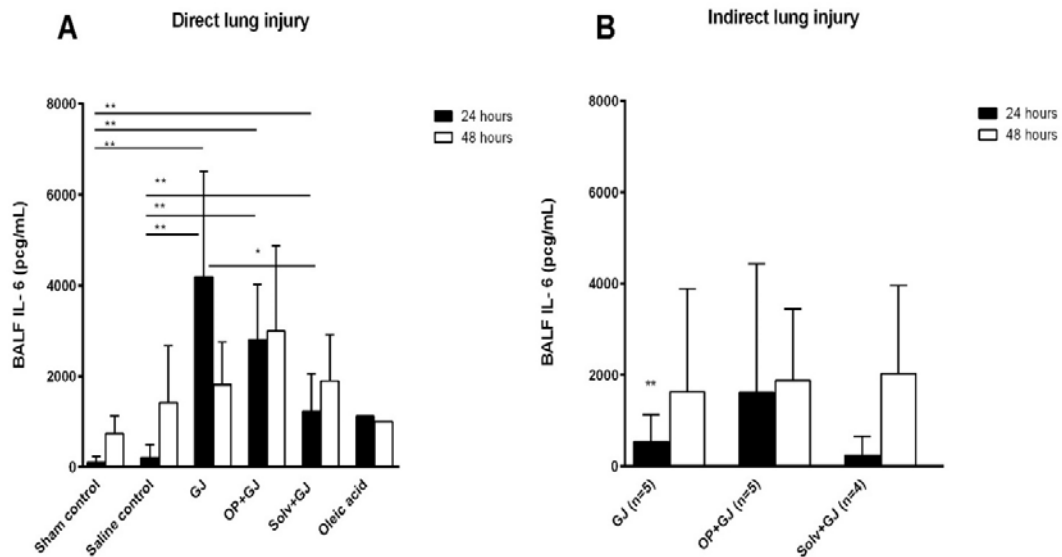 A
Direct lung injury
8000
6000
4000
2000
0
BALF IL- 6 (pcg/mL)
24 hours
48 hours
**
**
**
**
**
**
*
Sham control
Saline control
GJ
OP+GJ
Solv+GJ
Oleic acid
B
Indirect lung injury
8000
6000
4000
2000
0
BALF IL- 6 (pcg/mL)
24 hours
48 hours
**
GJ (n=5)
OP+GJ (n=5)
Solv+GJ (n=4)